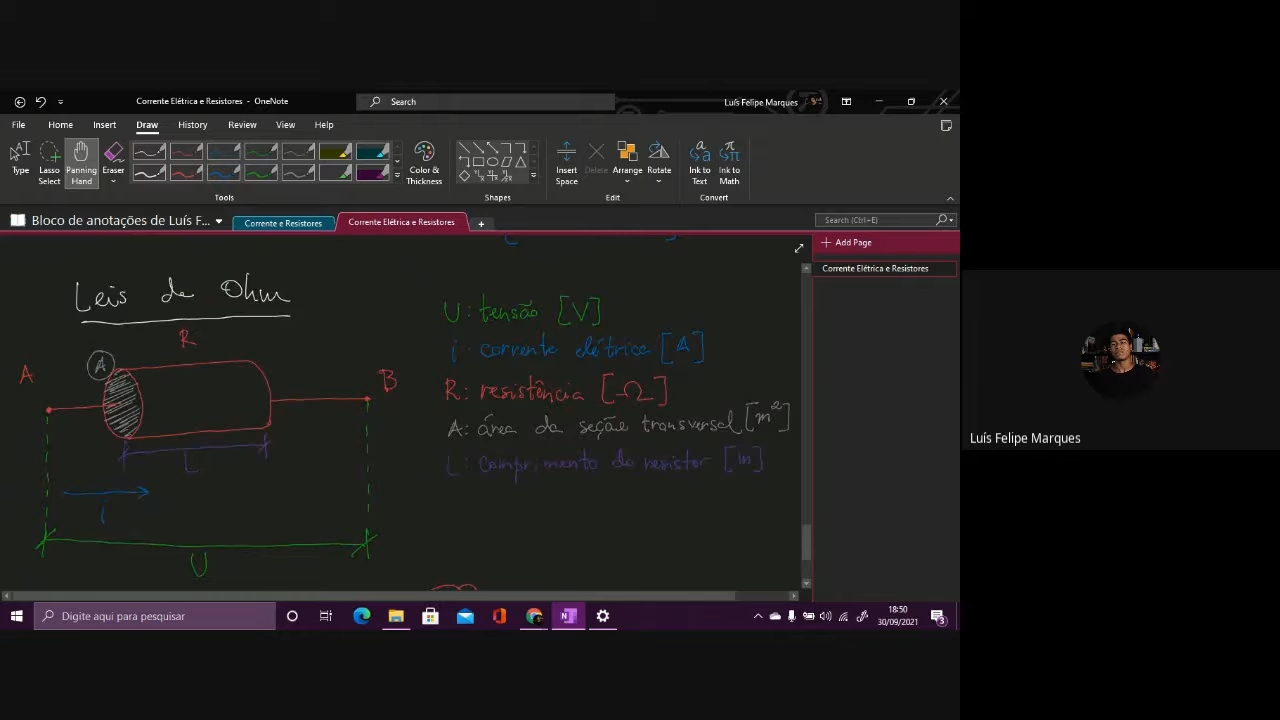 Corrente Elétrica e Resistores - OneNote
Search
Luís Felipe Marques
File Home Insert Draw History Review View Help
Type
Lasso Select
Panning Hand
Eraser
Color & Thickness
Insert Space
Delete
Arrange
Rotate
Ink to Text
Ink to Math
Tools
Shapes
Edit
Convert
Bloco de anotações de Luís F...
Corrente e Resistores
Corrente Elétrica e Resistores
+
Search (Ctrl+E)
Add Page
Corrente Elétrica e Resistores
Leis de Ohm
R
A
A
B
L
i
U
U: tensão [V]
i: corrente elétrica [A]
R: resistência [Ω]
A: área da seção transversal [m²]
L: comprimento do resistor [m]
Luís Felipe Marques
Digite aqui para pesquisar
18:50
30/09/2021
3